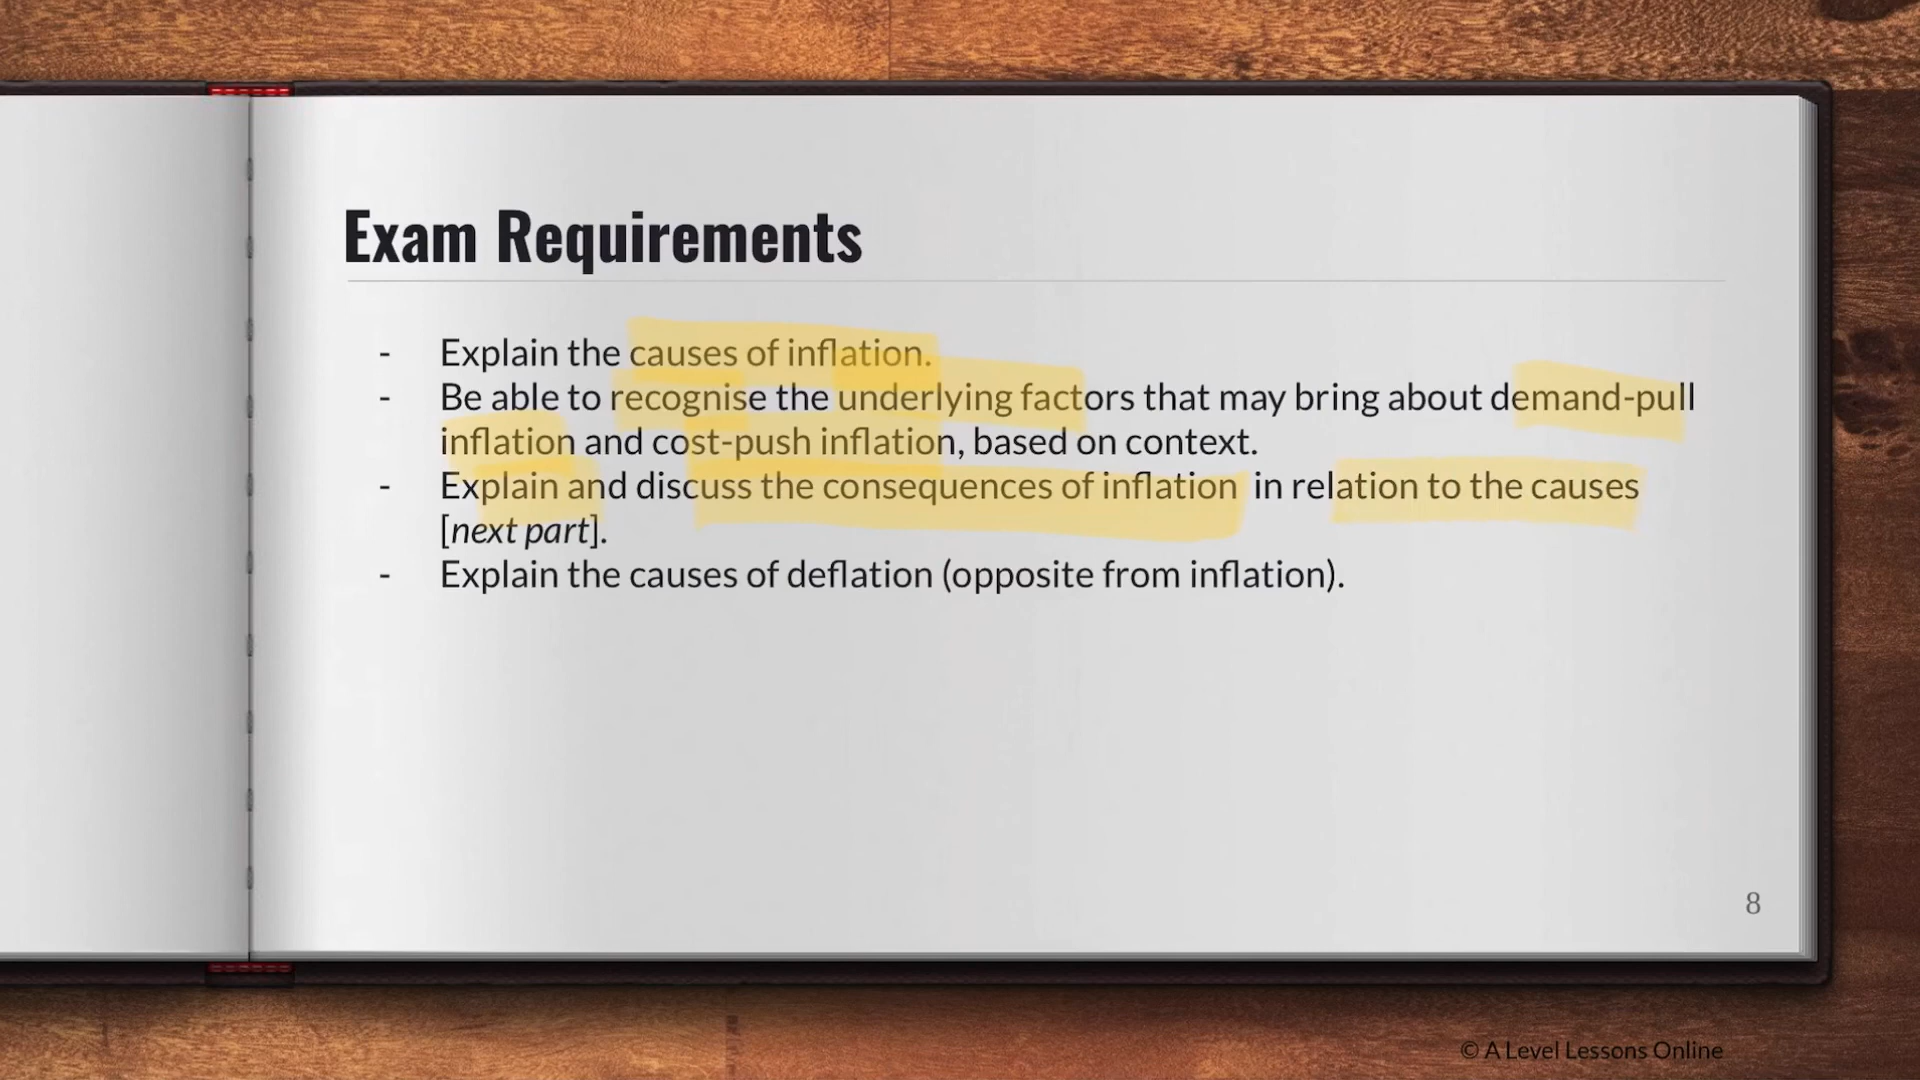 Exam Requirements
- Explain the causes of inflation.
- Be able to recognise the underlying factors that may bring about demand-pull
inflation and cost-push inflation, based on context.
- Explain and discuss the consequences of inflation in relation to the causes
[next part].
- Explain the causes of deflation (opposite from inflation).
8
© A Level Lessons Online